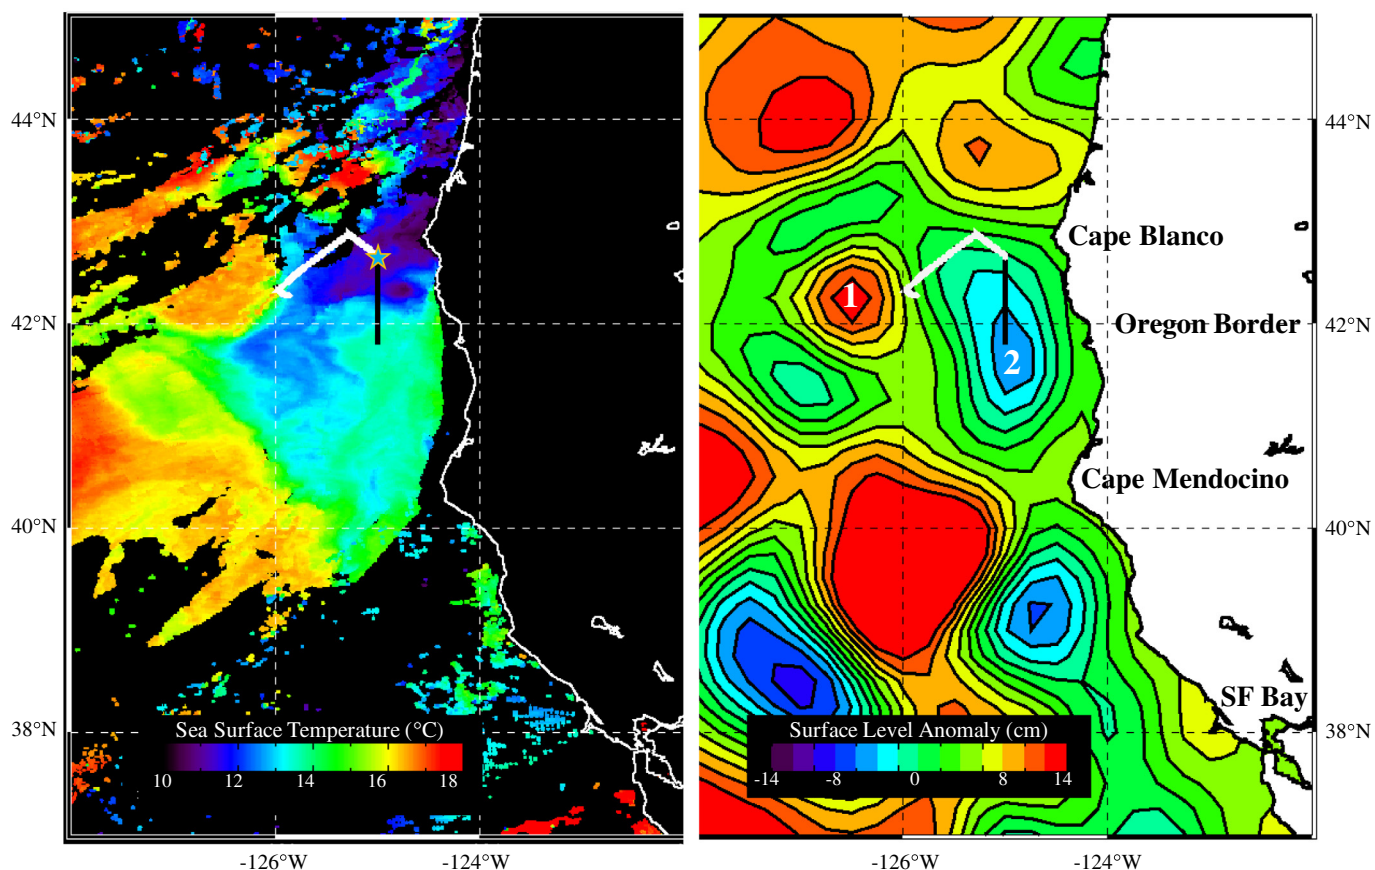 44°N
42°N
40°N
38°N
Sea Surface Temperature (°C)
10 12 14 16 18
-126°W -124°W
44°N
Cape Blanco
1
Oregon Border
42°N
2
Cape Mendocino
40°N
SF Bay
38°N
Surface Level Anomaly (cm)
-14 -8 0 8 14
-126°W -124°W